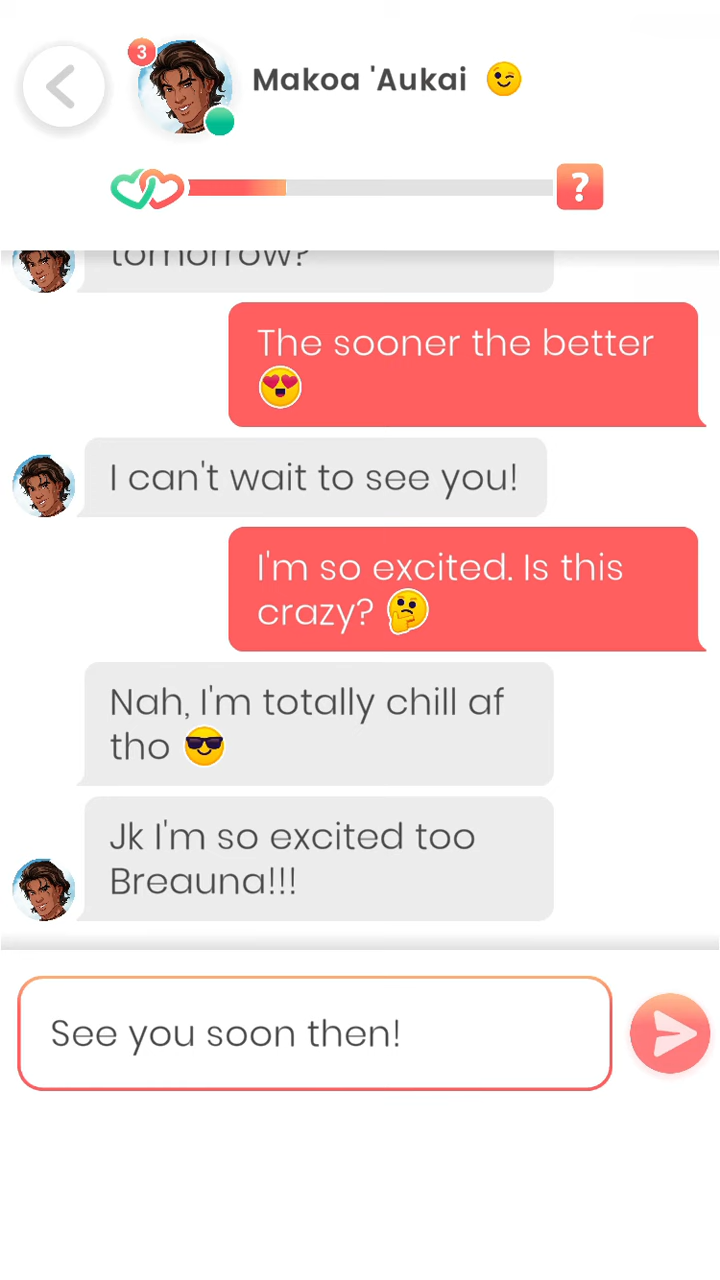 3
Makoa 'Aukai 😉
?
tomorrow?
The sooner the better
😍
I can't wait to see you!
I'm so excited. Is this
crazy? 🤔
Nah, I'm totally chill af
tho 😎
Jk I'm so excited too
Breauna!!!
See you soon then!